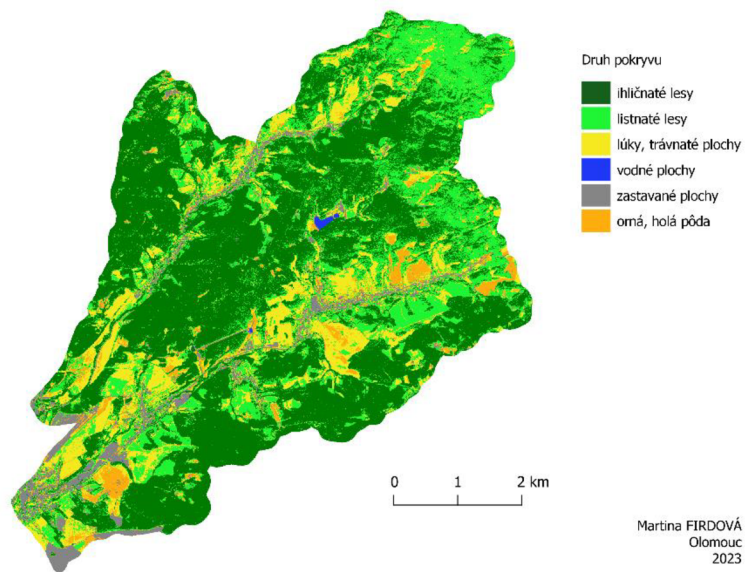 Druh pokryvu
ihličnaté lesy
listnaté lesy
lúky, trávnaté plochy
vodné plochy
zastavané plochy
orná, holá pôda
0 1 2 km
Martina FIRDOVÁ
Olomouc
2023